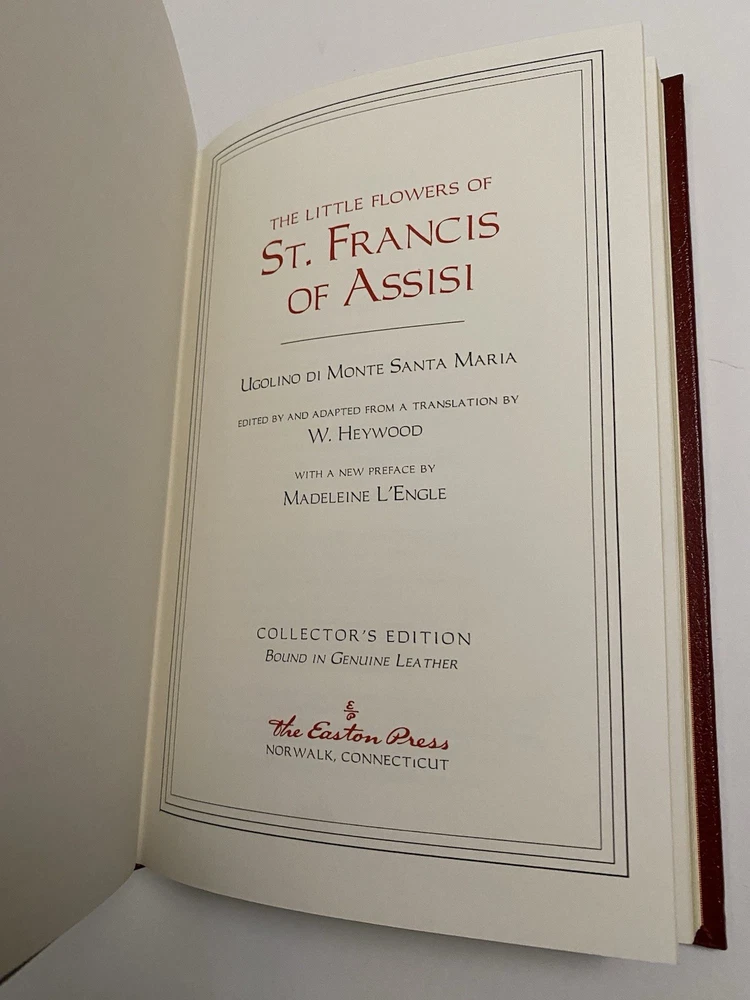 THE LITTLE FLOWERS OF
ST. FRANCIS
OF ASSISI
UGOLINO DI MONTE SANTA MARIA
EDITED BY AND ADAPTED FROM A TRANSLATION BY
W. HEYWOOD
WITH A NEW PREFACE BY
MADELEINE L'ENGLE
COLLECTOR'S EDITION
BOUND IN GENUINE LEATHER
E
P
The Easton Press
NORWALK, CONNECTICUT